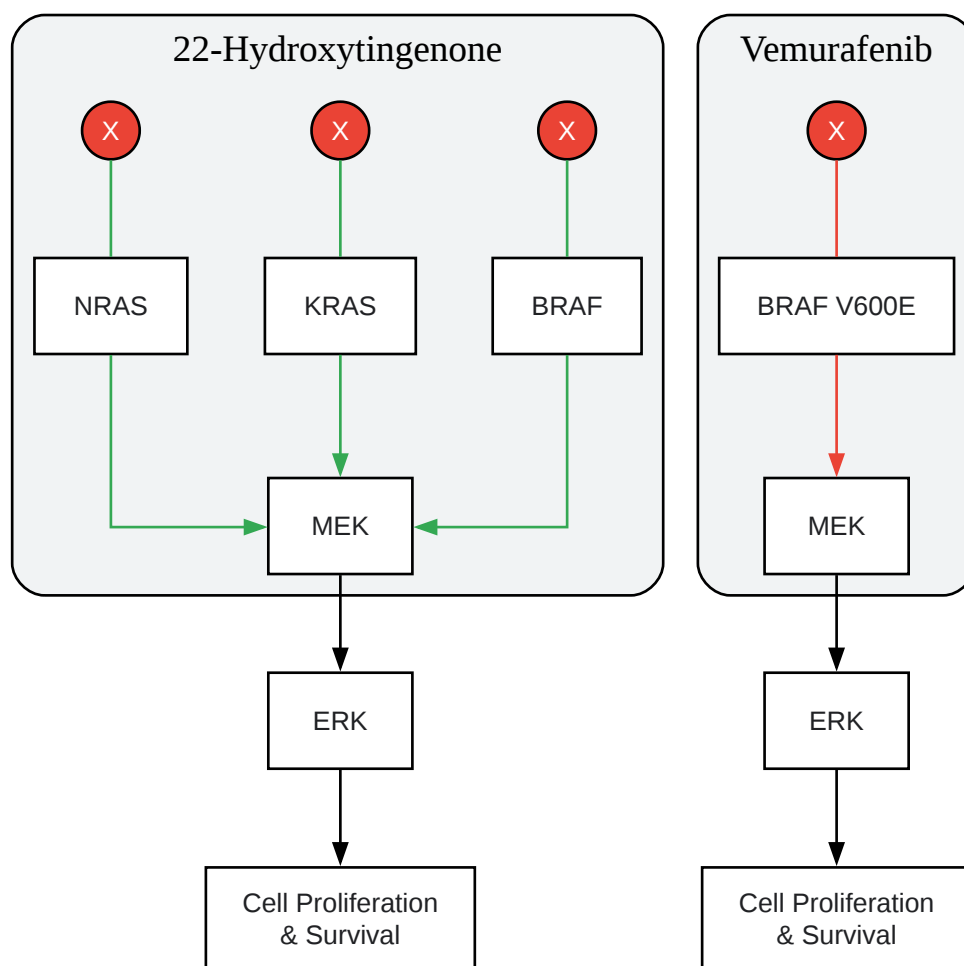 22-Hydroxytingenone
Vemurafenib
X
X
X
X
NRAS
KRAS
BRAF
BRAF V600E
MEK
MEK
ERK
ERK
Cell Proliferation
& Survival
Cell Proliferation
& Survival